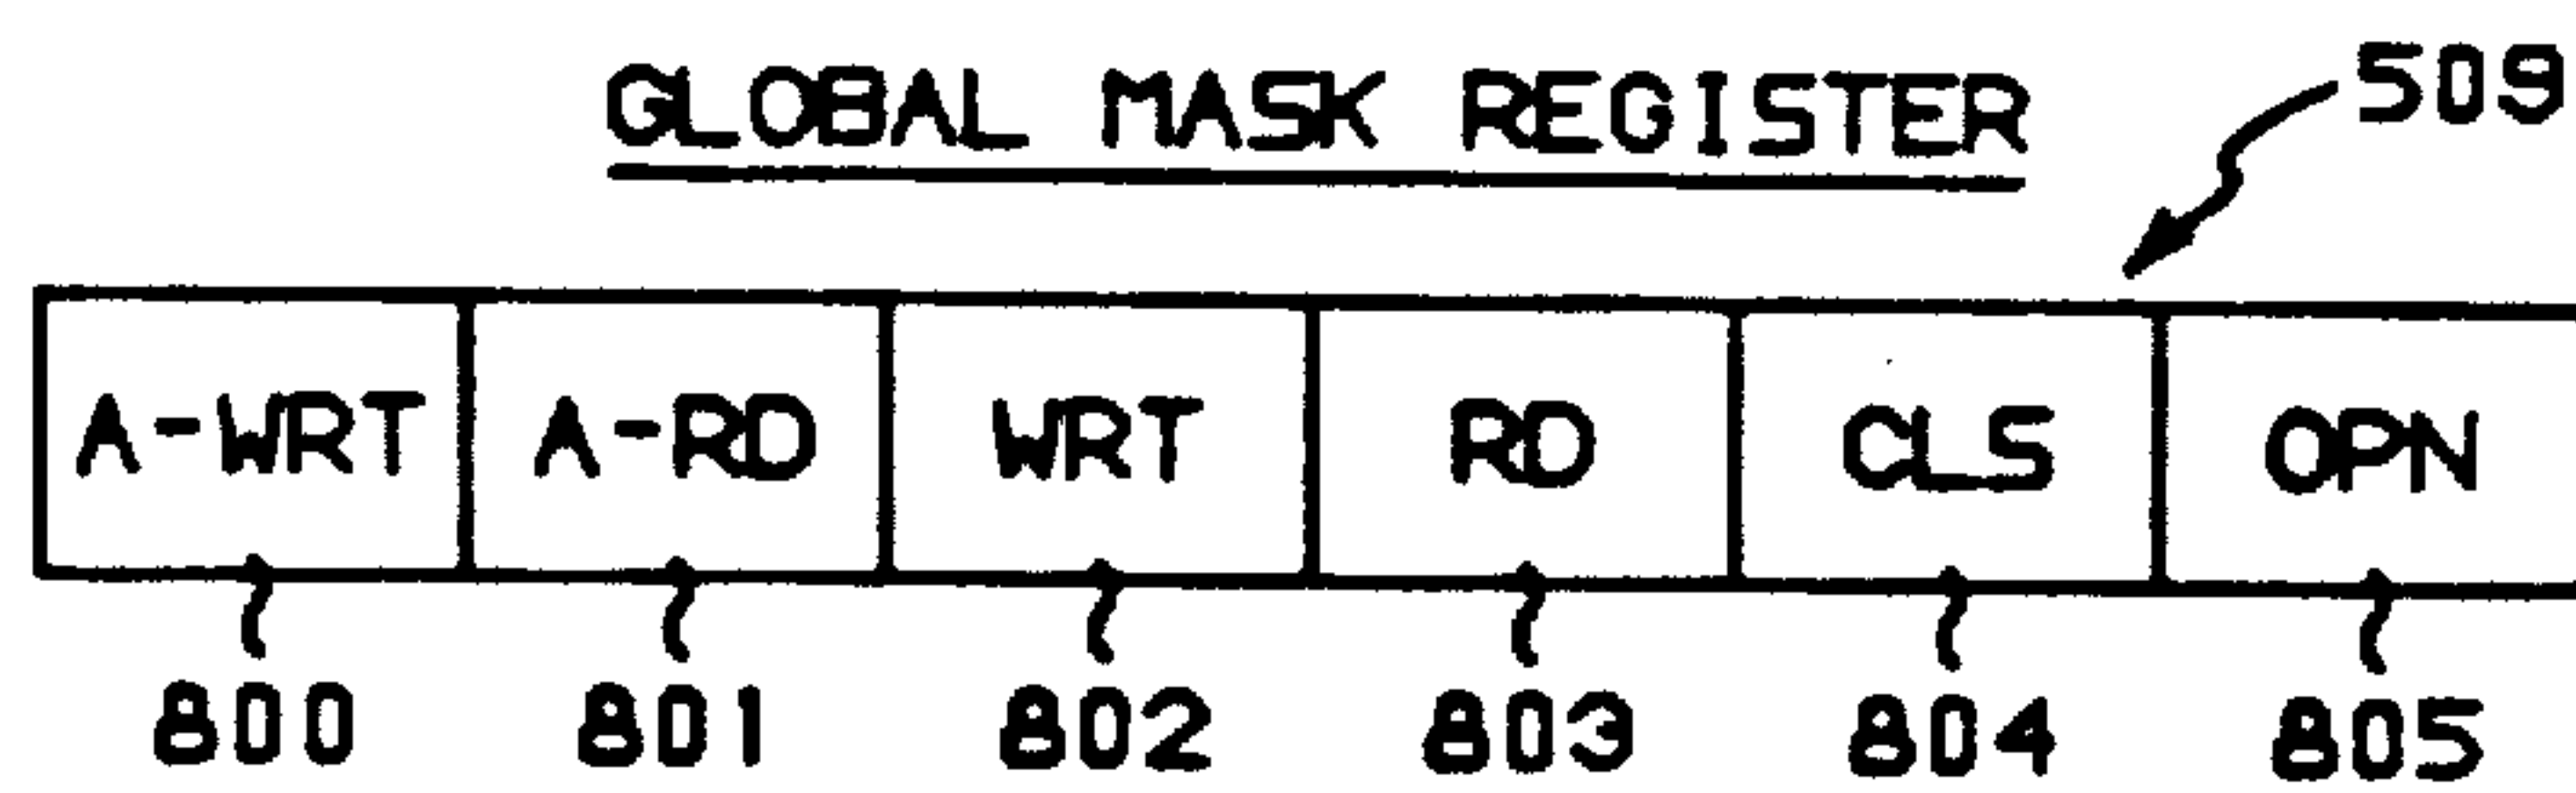 GLOBAL MASK REGISTER
509
A-WRT A-RD WRT RD CLS OPN
800 801 802 803 804 805